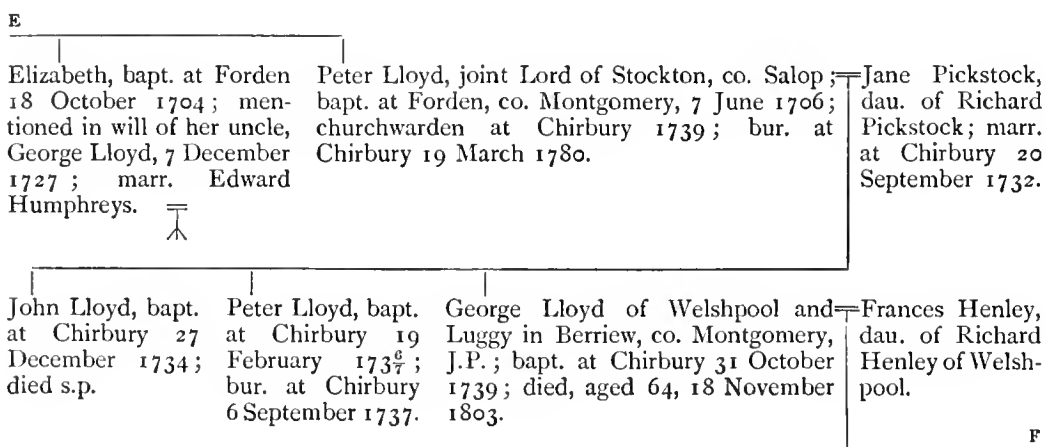 E
Elizabeth, bapt. at Forden
18 October 1704; men-
tioned in will of her uncle,
George Lloyd, 7 December
1727 ; marr. Edward
Humphreys.
Peter Lloyd, joint Lord of Stockton, co. Salop ;
bapt. at Forden, co. Montgomery, 7 June 1706;
churchwarden at Chirbury 1739; bur. at
Chirbury 19 March 1780.
Jane Pickstock,
dau. of Richard
Pickstock; marr.
at Chirbury 20
September 1732.
John Lloyd, bapt.
at Chirbury 27
December 1734;
died s.p.
Peter Lloyd, bapt.
at Chirbury 19
February 173 6/7 ;
bur. at Chirbury
6 September 1737.
George Lloyd of Welshpool and
Luggy in Berriew, co. Montgomery,
J.P. ; bapt. at Chirbury 31 October
1739; died, aged 64, 18 November
1803.
Frances Henley,
dau. of Richard
Henley of Welsh-
pool.
F